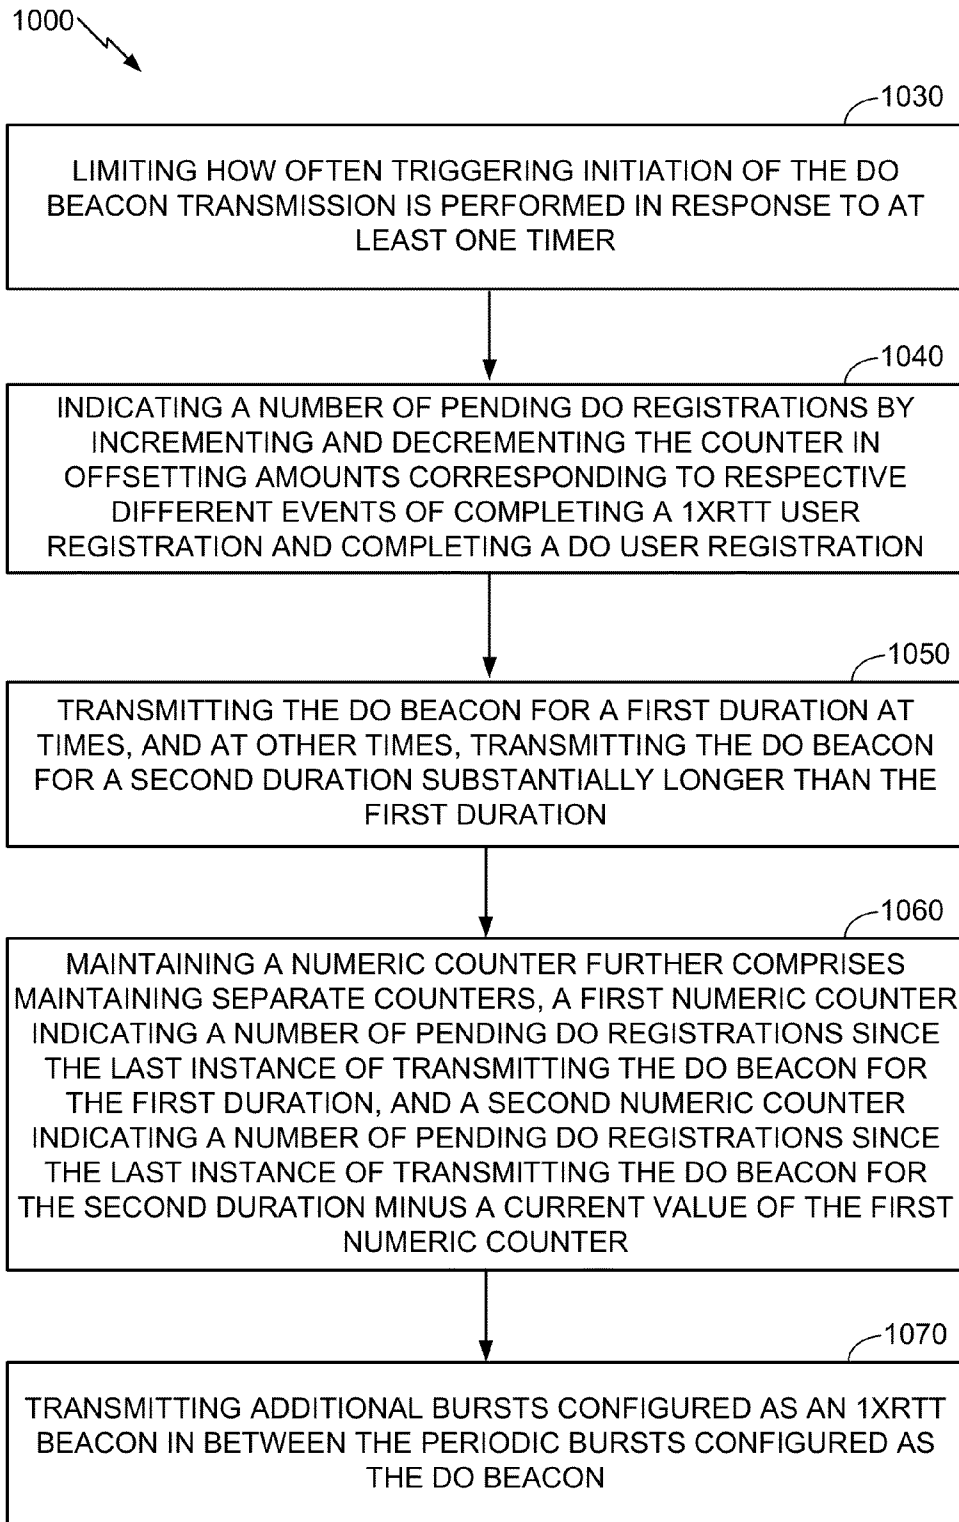 1000
1030
LIMITING HOW OFTEN TRIGGERING INITIATION OF THE DO
BEACON TRANSMISSION IS PERFORMED IN RESPONSE TO AT
LEAST ONE TIMER
1040
INDICATING A NUMBER OF PENDING DO REGISTRATIONS BY
INCREMENTING AND DECREMENTING THE COUNTER IN
OFFSETTING AMOUNTS CORRESPONDING TO RESPECTIVE
DIFFERENT EVENTS OF COMPLETING A 1XRTT USER
REGISTRATION AND COMPLETING A DO USER REGISTRATION
1050
TRANSMITTING THE DO BEACON FOR A FIRST DURATION AT
TIMES, AND AT OTHER TIMES, TRANSMITTING THE DO BEACON
FOR A SECOND DURATION SUBSTANTIALLY LONGER THAN THE
FIRST DURATION
1060
MAINTAINING A NUMERIC COUNTER FURTHER COMPRISES
MAINTAINING SEPARATE COUNTERS, A FIRST NUMERIC COUNTER
INDICATING A NUMBER OF PENDING DO REGISTRATIONS SINCE
THE LAST INSTANCE OF TRANSMITTING THE DO BEACON FOR
THE FIRST DURATION, AND A SECOND NUMERIC COUNTER
INDICATING A NUMBER OF PENDING DO REGISTRATIONS SINCE
THE LAST INSTANCE OF TRANSMITTING THE DO BEACON FOR
THE SECOND DURATION MINUS A CURRENT VALUE OF THE FIRST
NUMERIC COUNTER
1070
TRANSMITTING ADDITIONAL BURSTS CONFIGURED AS AN 1XRTT
BEACON IN BETWEEN THE PERIODIC BURSTS CONFIGURED AS
THE DO BEACON